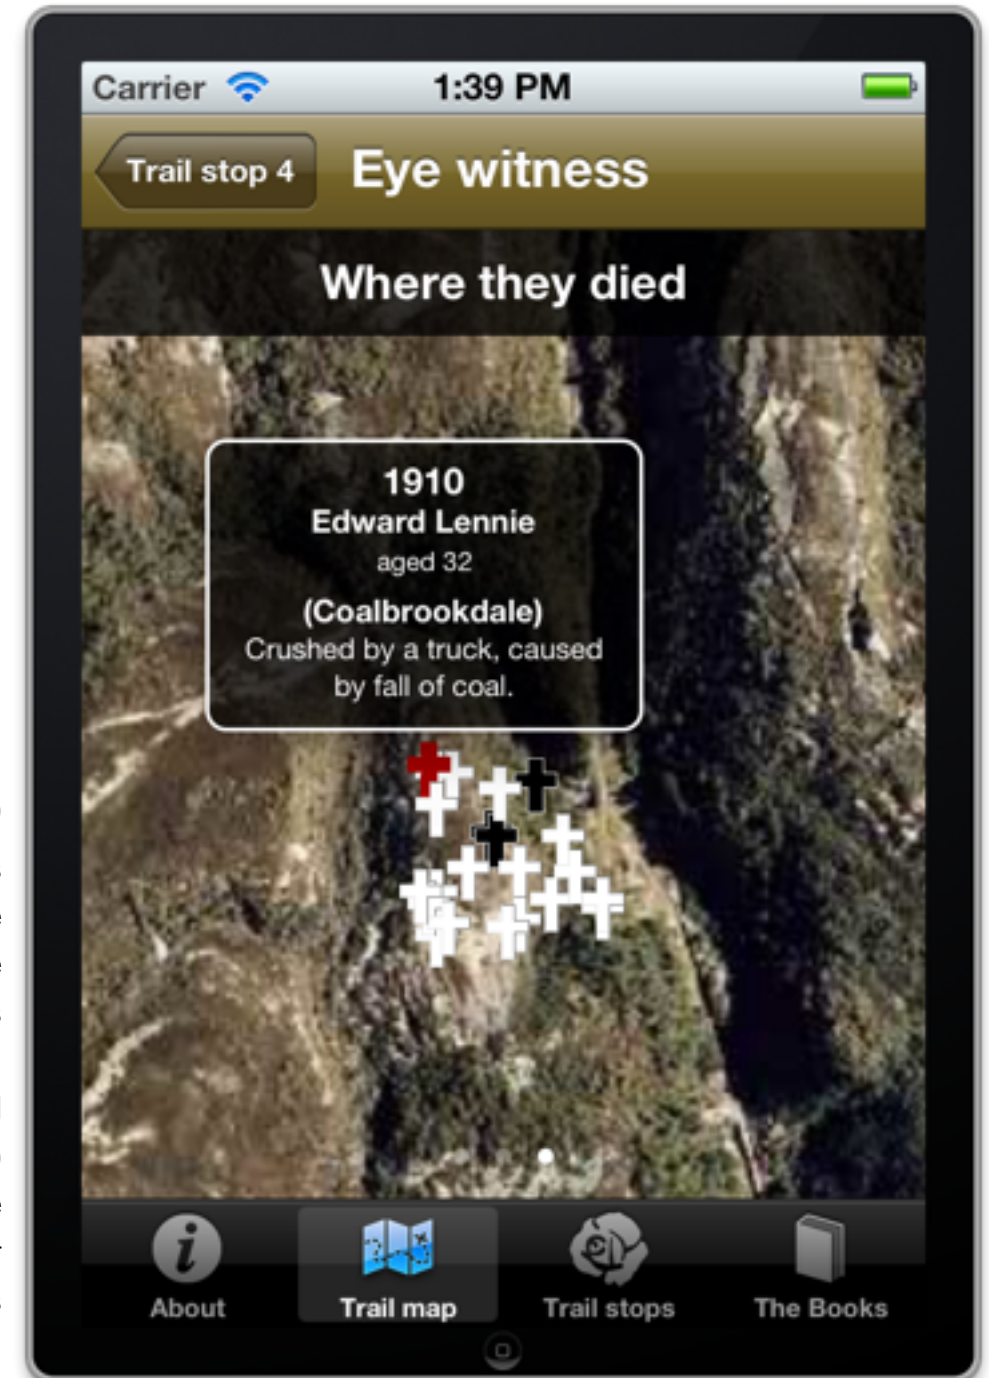 Carrier 1:39 PM
Trail stop 4 Eye witness
Where they died
1910
Edward Lennie
aged 32
(Coalbrookdale)
Crushed by a truck, caused
by fall of coal.
About Trail map Trail stops The Books